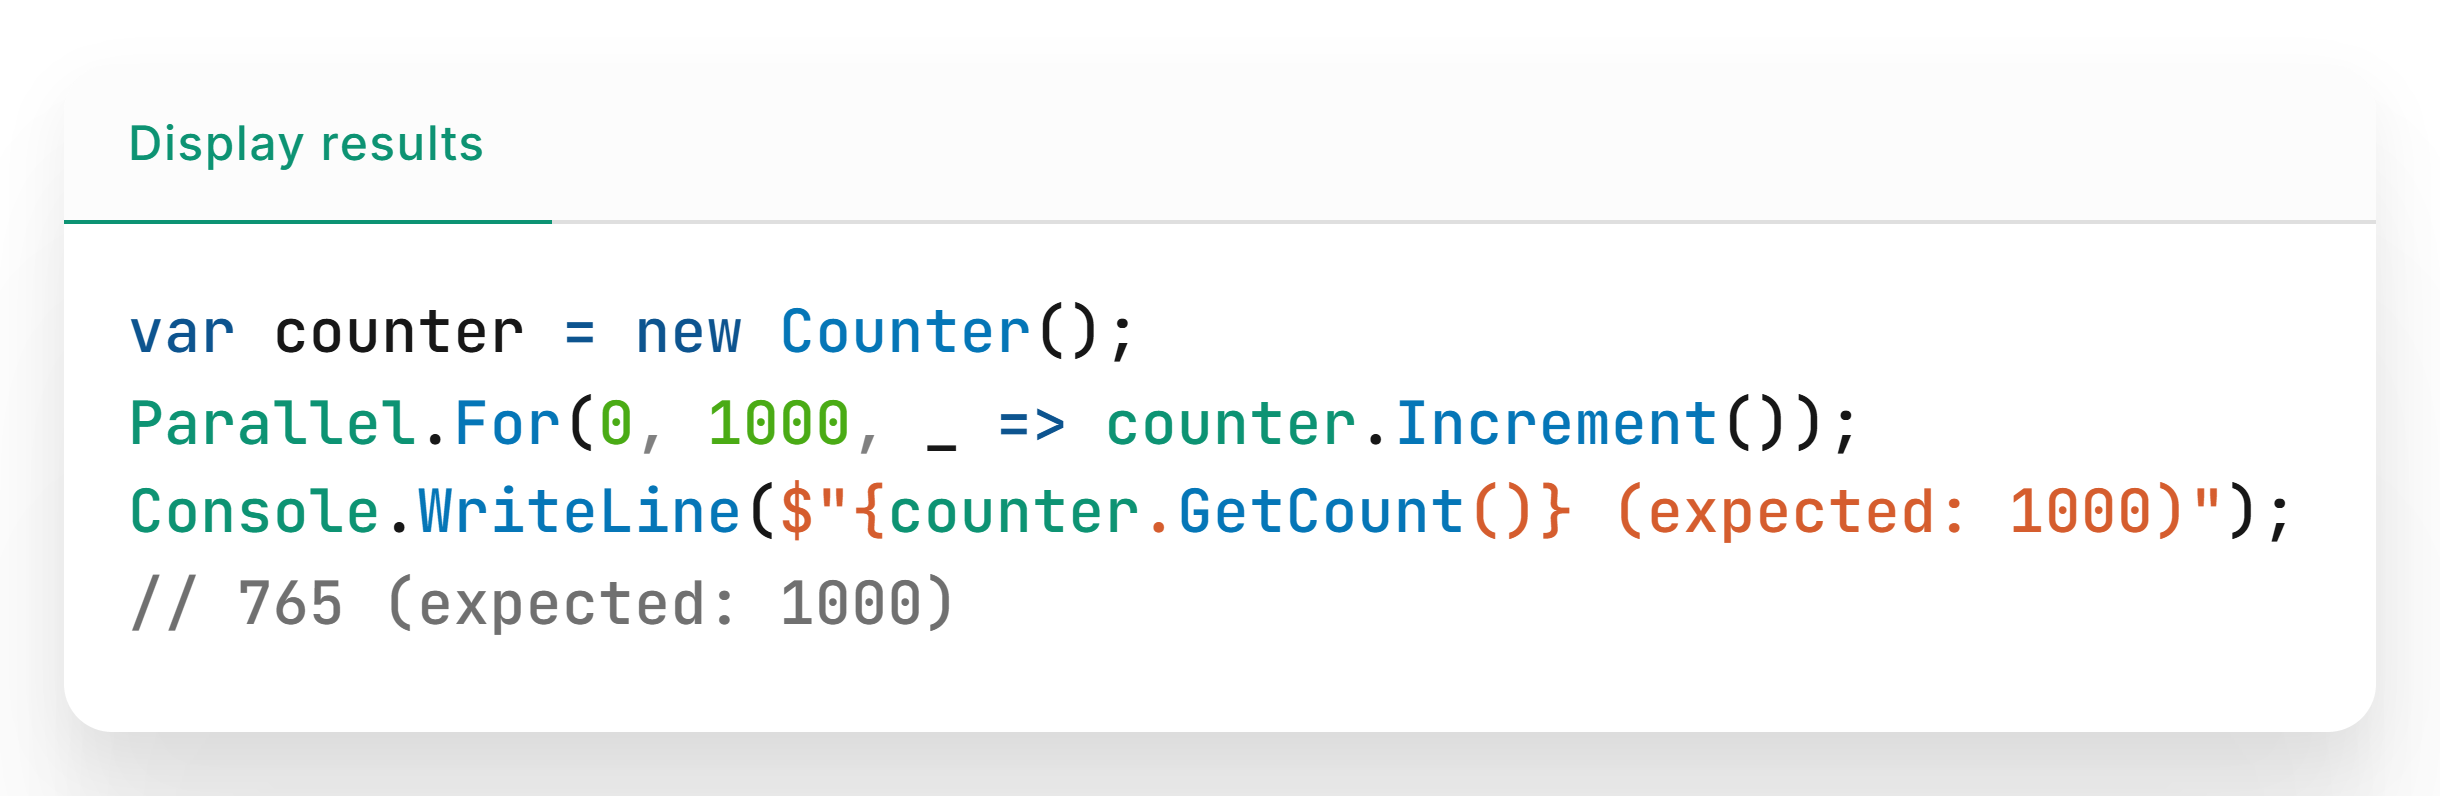 Display results
var counter = new Counter();
Parallel.For(0, 1000, _ => counter.Increment());
Console.WriteLine($"{counter.GetCount()} (expected: 1000)");
// 765 (expected: 1000)